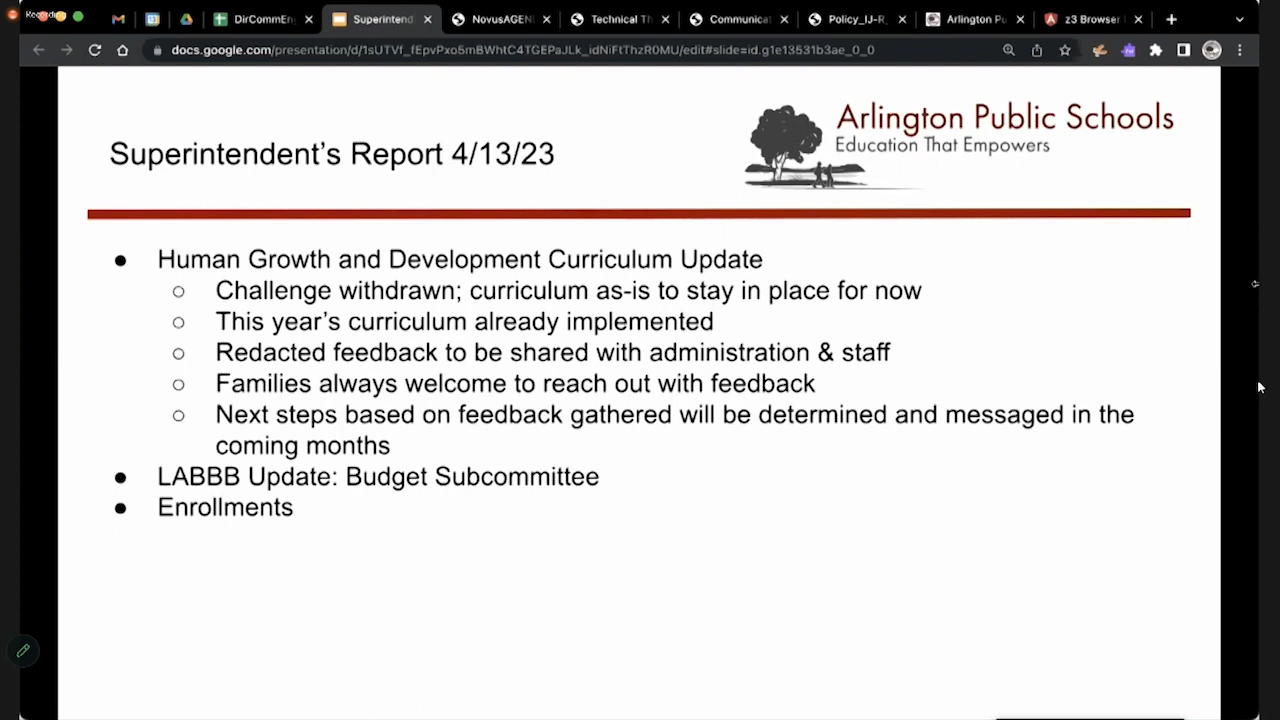 Recording
DirCommEn
Superintend
NovusAGEN
Technical Th
Communicat
Policy_IJ-R_
Arlington Pu
z3 Browser
docs.google.com/presentation/d/1sUTVf_fEpvPxo5mBWhtC4TGEPaJLk_idNiFtThzR0MU/edit#slide=id.g1e13531b3ae_0_0
Arlington Public Schools
Education That Empowers
Superintendent’s Report 4/13/23
● Human Growth and Development Curriculum Update
○ Challenge withdrawn; curriculum as-is to stay in place for now
○ This year’s curriculum already implemented
○ Redacted feedback to be shared with administration & staff
○ Families always welcome to reach out with feedback
○ Next steps based on feedback gathered will be determined and messaged in the
coming months
● LABBB Update: Budget Subcommittee
● Enrollments